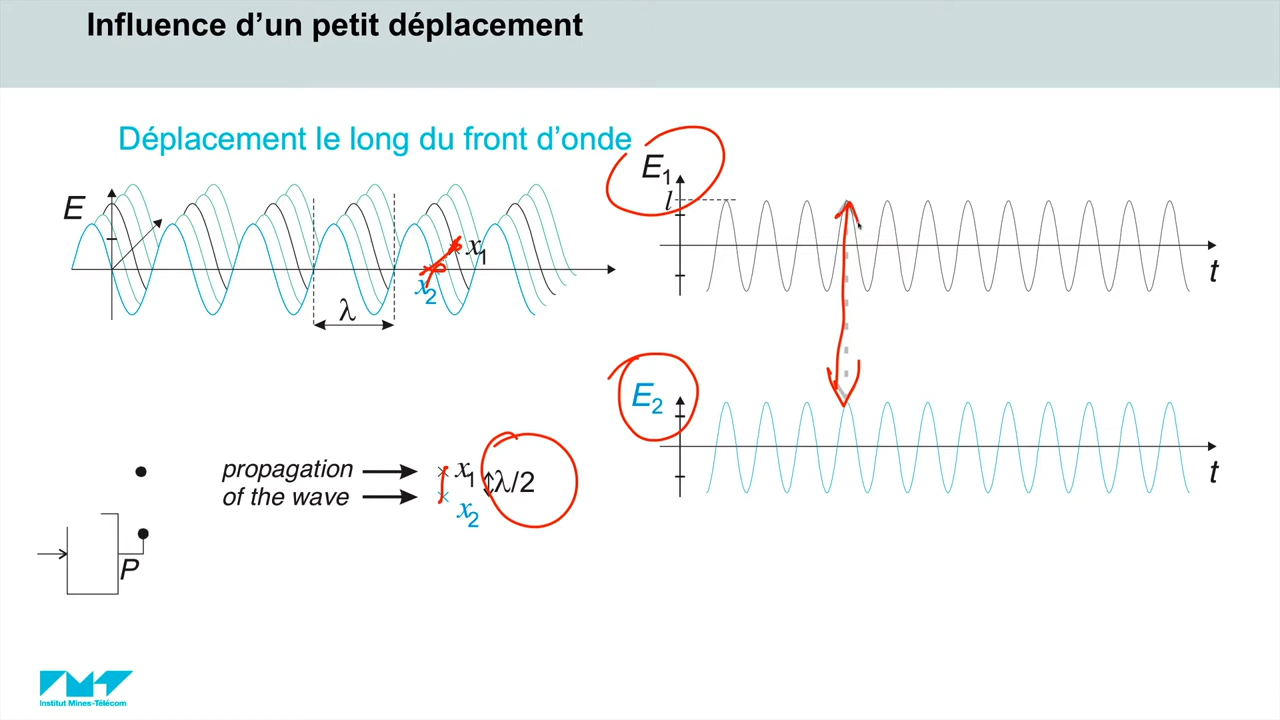 Influence d’un petit déplacement
Déplacement le long du front d’onde
E
x1
x2
λ
E1
l
t
E2
t
propagation
of the wave
x1
x2
λ/2
P
Institut Mines-Télécom